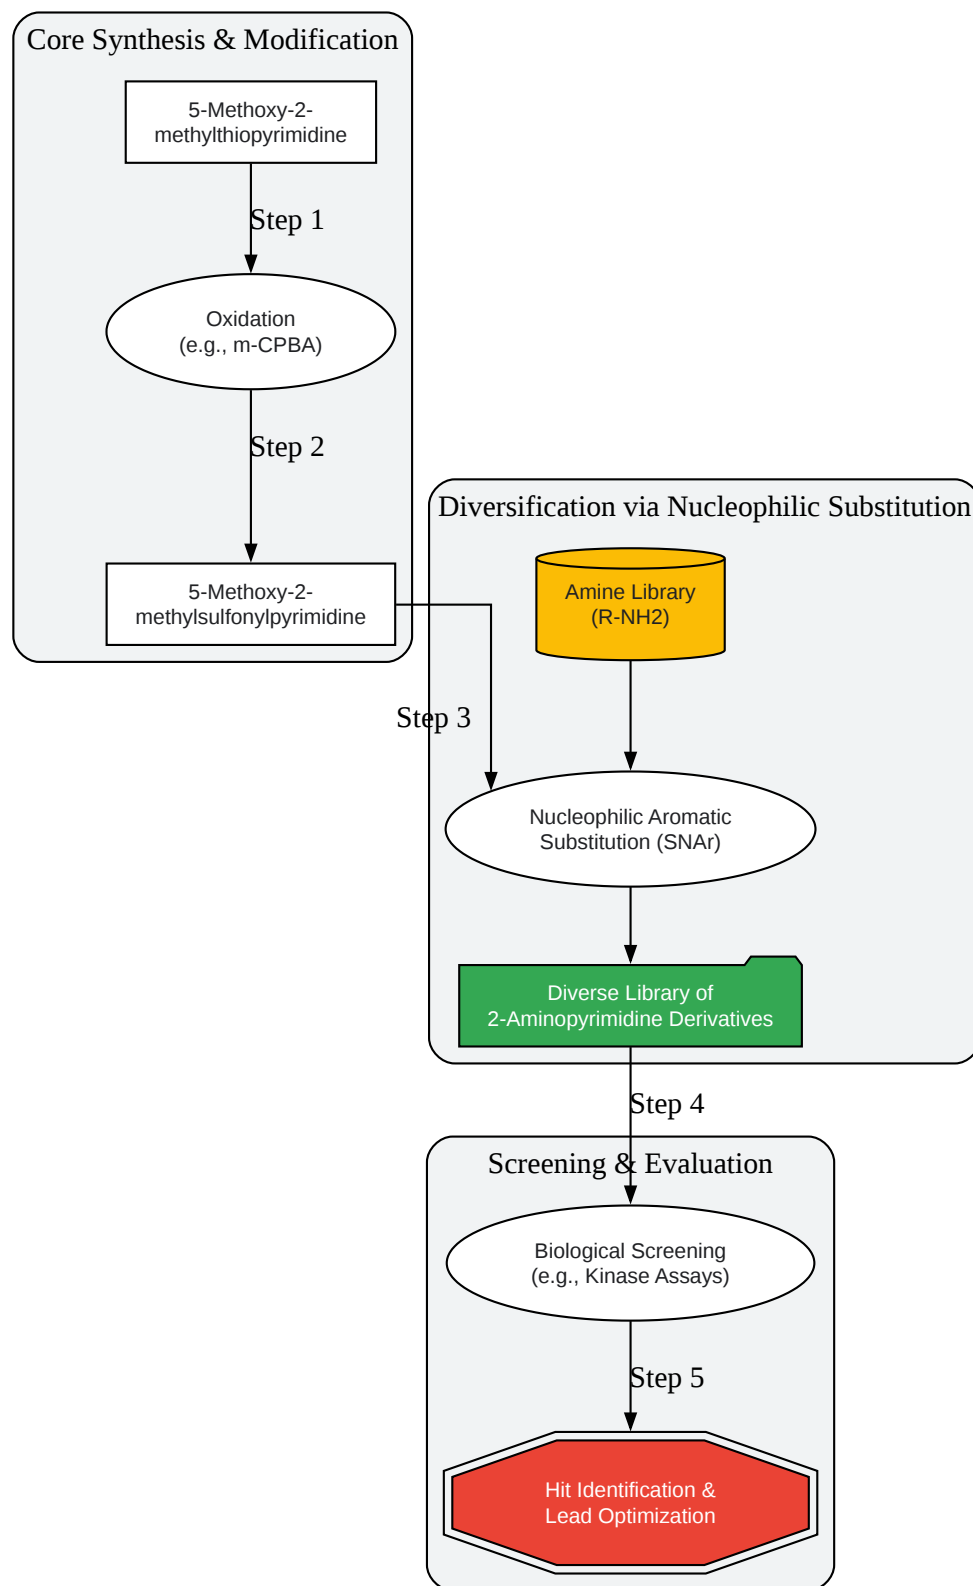 Core Synthesis & Modification
5-Methoxy-2-
methylthiopyrimidine
Step 1
Oxidation
(e.g., m-CPBA)
Step 2
5-Methoxy-2-
methylsulfonylpyrimidine
Diversification via Nucleophilic Substitution
Amine Library
(R-NH2)
Step 3
Nucleophilic Aromatic
Substitution (SNAr)
Diverse Library of
2-Aminopyrimidine Derivatives
Step 4
Screening & Evaluation
Biological Screening
(e.g., Kinase Assays)
Step 5
Hit Identification &
Lead Optimization